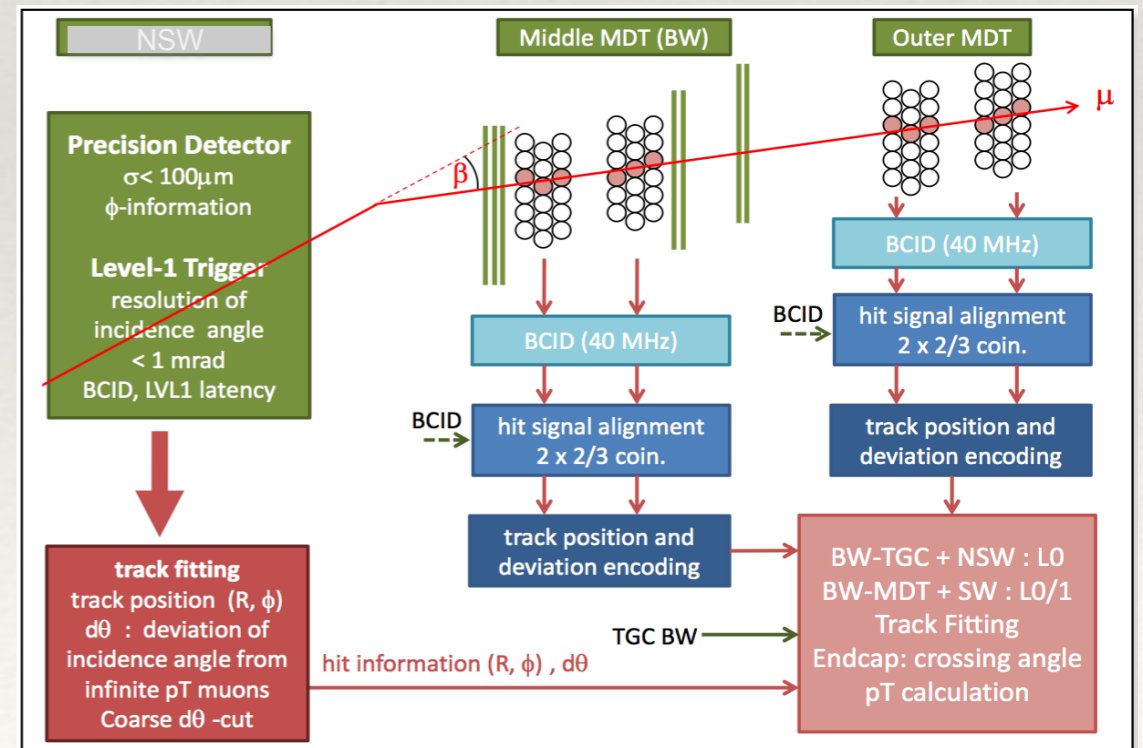 NSW
Middle MDT (BW)
Outer MDT
Precision Detector
σ< 100μm
ϕ-information
Level-1 Trigger
resolution of
incidence angle
< 1 mrad
BCID, LVL1 latency
β
μ
BCID (40 MHz)
BCID
hit signal alignment
2 x 2/3 coin.
track position and
deviation encoding
BCID (40 MHz)
BCID
hit signal alignment
2 x 2/3 coin.
track position and
deviation encoding
track fitting
track position (R, ϕ)
dθ : deviation of
incidence angle from
infinite pT muons
Coarse dθ -cut
hit information (R, ϕ) , dθ
TGC BW
BW-TGC + NSW : L0
BW-MDT + SW : L0/1
Track Fitting
Endcap: crossing angle
pT calculation